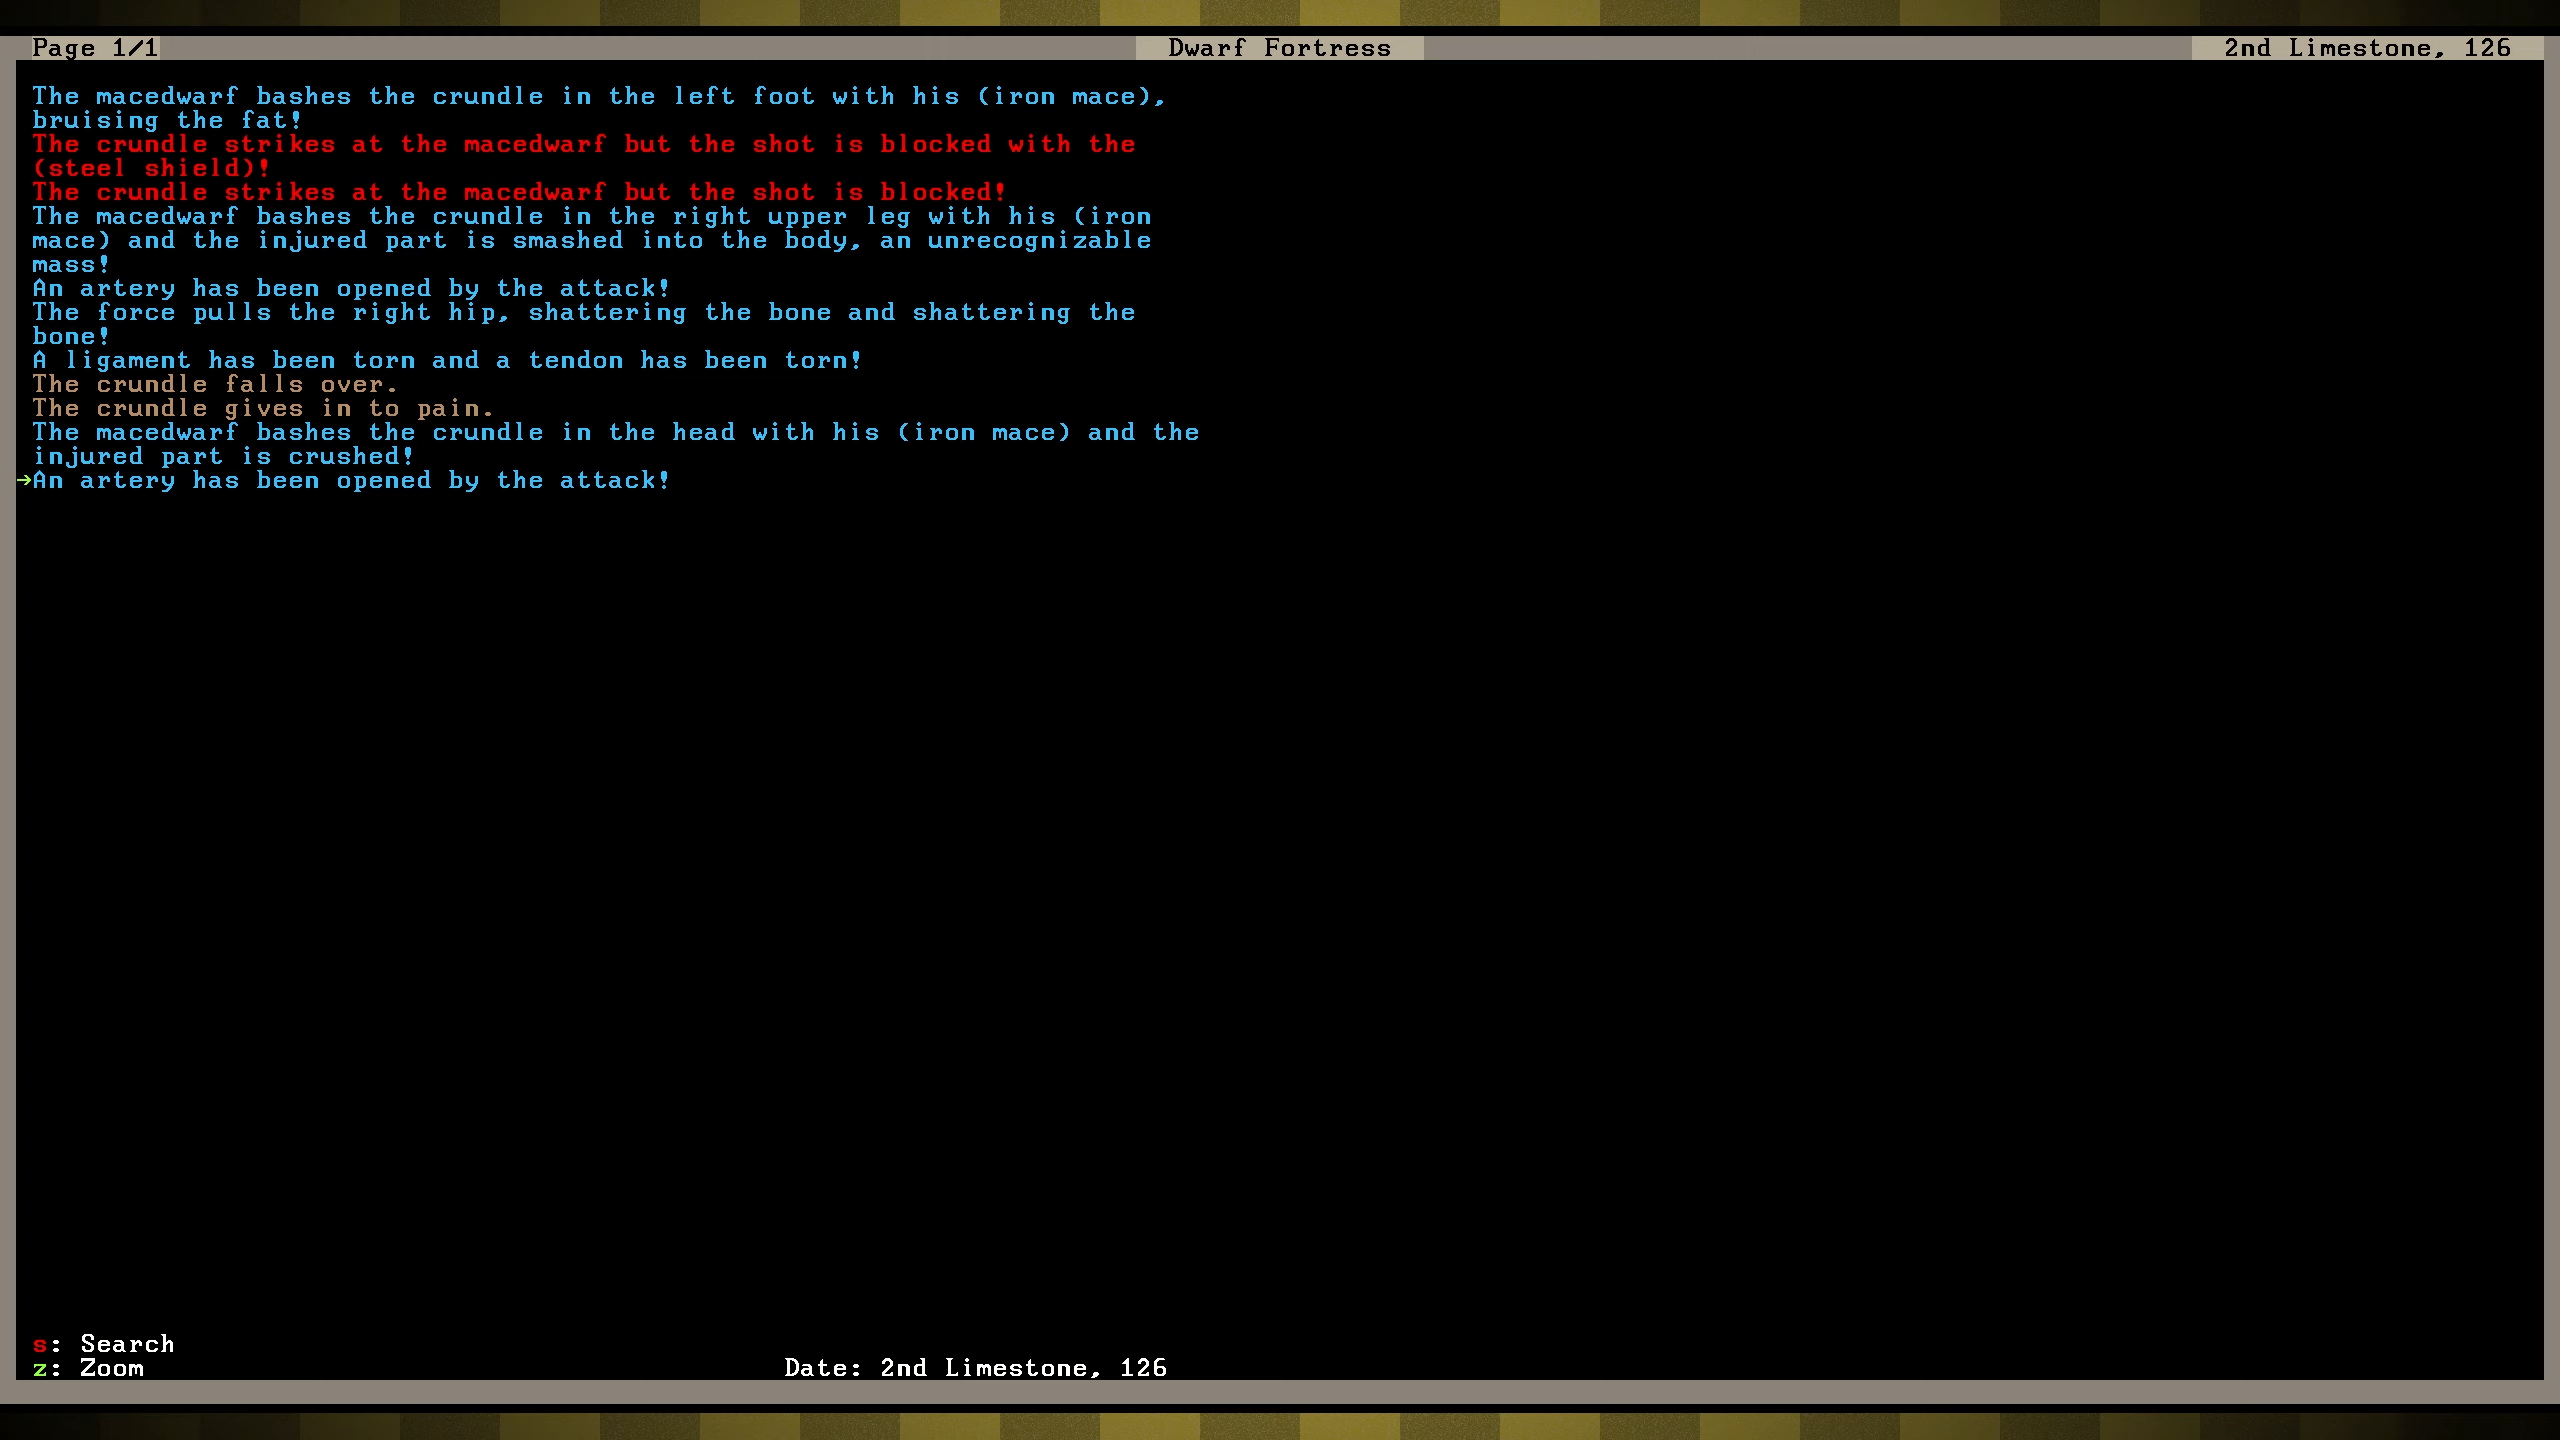 Page 1/1 Dwarf Fortress 2nd Limestone, 126
The macedwarf bashes the crundle in the left foot with his (iron mace),
bruising the fat!
The crundle strikes at the macedwarf but the shot is blocked with the
(steel shield)!
The crundle strikes at the macedwarf but the shot is blocked!
The macedwarf bashes the crundle in the right upper leg with his (iron
mace) and the injured part is smashed into the body, an unrecognizable
mass!
An artery has been opened by the attack!
The force pulls the right hip, shattering the bone and shattering the
bone!
A ligament has been torn and a tendon has been torn!
The crundle falls over.
The crundle gives in to pain.
The macedwarf bashes the crundle in the head with his (iron mace) and the
injured part is crushed!
→An artery has been opened by the attack!
s: Search
z: Zoom Date: 2nd Limestone, 126